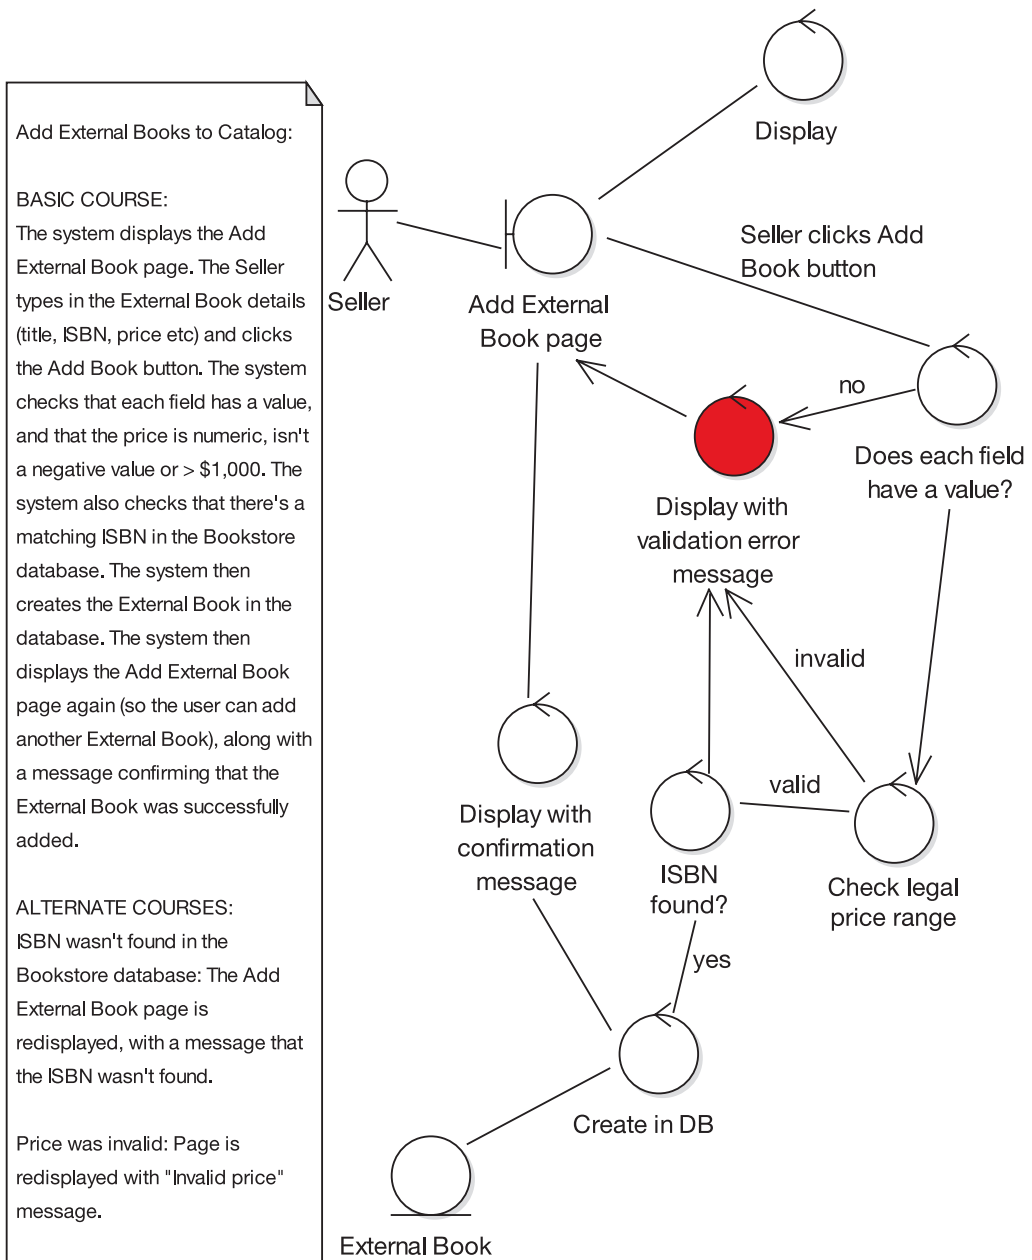 Add External Books to Catalog:
BASIC COURSE:
The system displays the Add
External Book page. The Seller
types in the External Book details
(title, ISBN, price etc) and clicks
the Add Book button. The system
checks that each field has a value,
and that the price is numeric, isn't
a negative value or > $1,000. The
system also checks that there's a
matching ISBN in the Bookstore
database. The system then
creates the External Book in the
database. The system then
displays the Add External Book
page again (so the user can add
another External Book), along with
a message confirming that the
External Book was successfully
added.
ALTERNATE COURSES:
ISBN wasn't found in the
Bookstore database: The Add
External Book page is
redisplayed, with a message that
the ISBN wasn't found.
Price was invalid: Page is
redisplayed with "Invalid price"
message.
Display
Seller
Add External
Book page
Seller clicks Add
Book button
no
Does each field
have a value?
Display with
validation error
message
invalid
valid
Display with
confirmation
message
ISBN
found?
Check legal
price range
yes
Create in DB
External Book